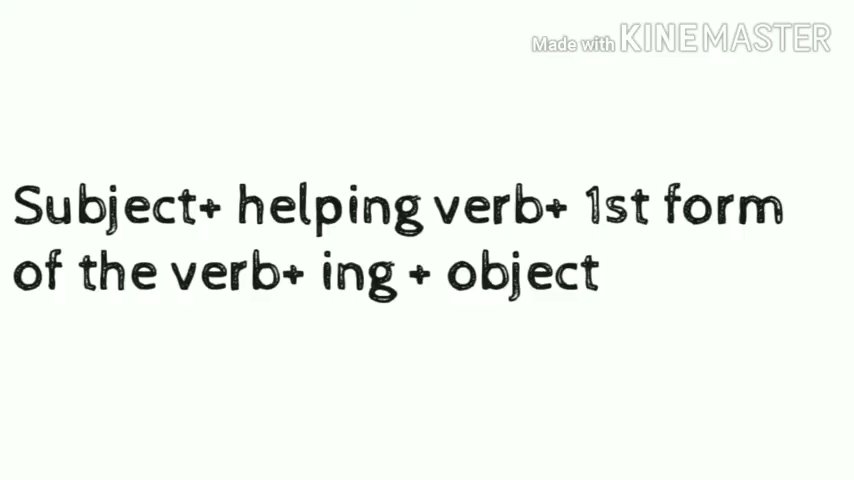 Made with KINEMASTER
Subject+ helping verb+ 1st form
of the verb+ ing + object